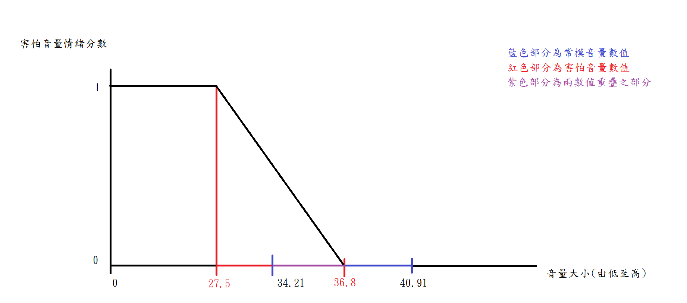 害怕音量情緒分數
藍色部分為常模音量數值
紅色部分為害怕音量數值
紫色部分為兩數值重疊之部分
1
0
0
27.5
34.21
36.8
40.91
音量大小(由低至高)